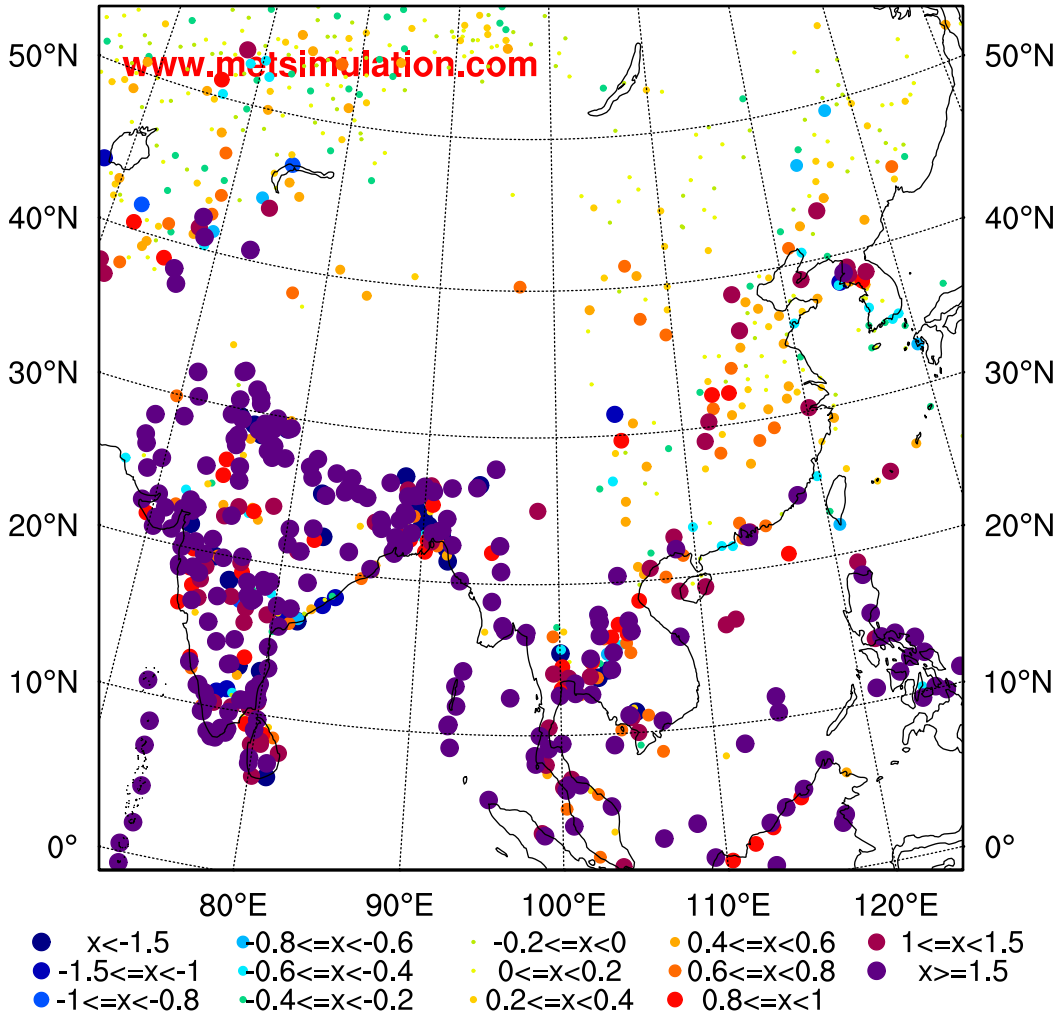 50°N 50°N
www.metsimulation.com
40°N 40°N
30°N 30°N
20°N 20°N
10°N 10°N
0° 0°
80°E 90°E 100°E 110°E 120°E
x<-1.5 -0.8<=x<-0.6 -0.2<=x<0 0.4<=x<0.6 1<=x<1.5
-1.5<=x<-1 -0.6<=x<-0.4 0<=x<0.2 0.6<=x<0.8 x>=1.5
-1<=x<-0.8 -0.4<=x<-0.2 0.2<=x<0.4 0.8<=x<1